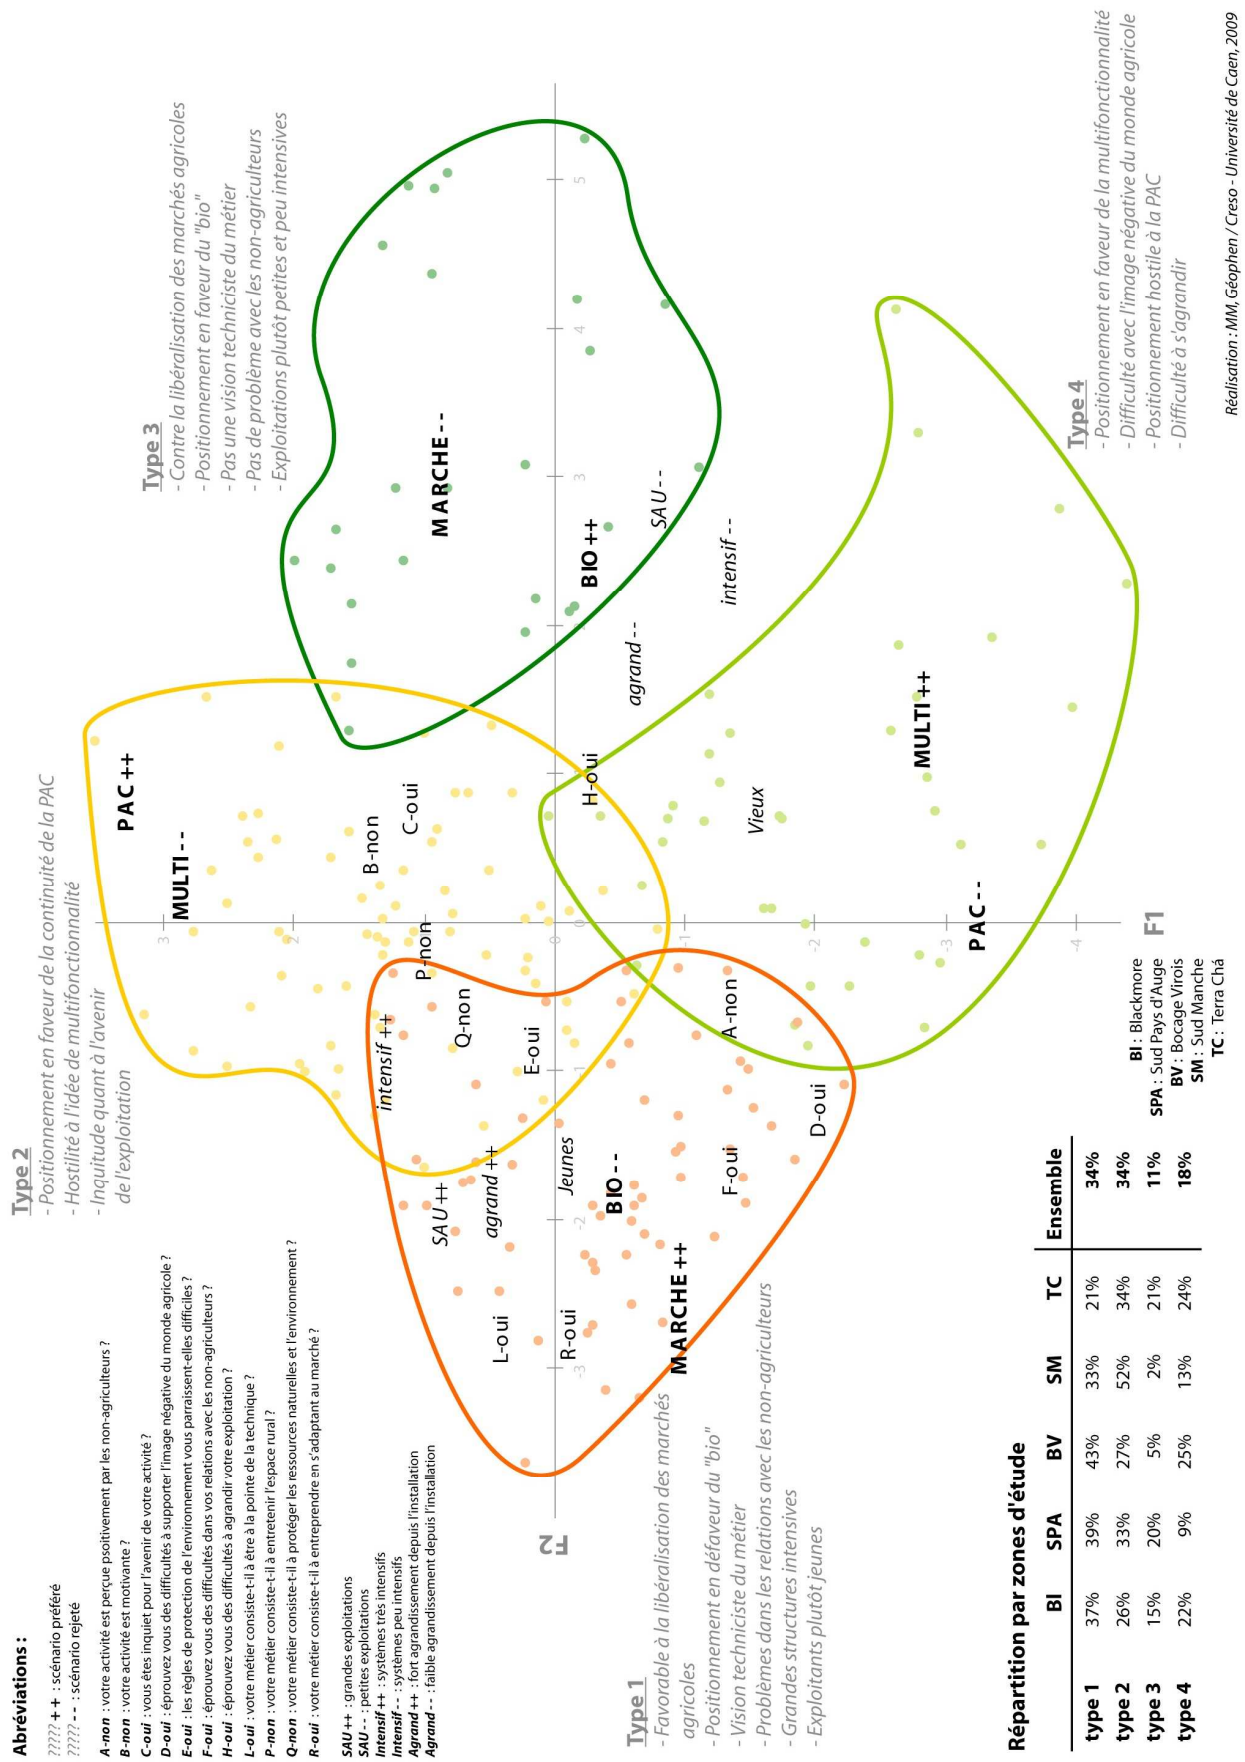 Abréviations :
????? + + : scénario préféré
????? - - : scénario rejeté
A-non : votre activité est perçue psoitivement par les non-agriculteurs ?
B-non : votre activité est motivante ?
C-oui : vous êtes inquiet pour l'avenir de votre activité ?
D-oui : éprouvez vous des difficultés à supporter l'image négative du monde agricole ?
E-oui : les règles de protection de l'environnement vous parraissent-elles difficiles ?
F-oui : éprouvez vous des difficultés dans vos relations avec les non-agriculteurs ?
H-oui : éprouvez vous des difficultés à agrandir votre exploitation ?
L-oui : votre métier consiste-t-il à être à la pointe de la technique ?
P-non : votre métier consiste-t-il à entretenir l'espace rural ?
Q-non : votre métier consiste-t-il à protéger les ressources naturelles et l'environnement ?
R-oui : votre métier consiste-t-il à entreprendre en s'adaptant au marché ?
SAU ++ : grandes exploitations
SAU -- : petites exploitations
Intensif ++ : systèmes très intensifs
Intensif -- : systèmes peu intensifs
Agrand ++ : fort agrandissement depuis l'installation
Agrand -- : faible agrandissement depuis l'installation
Type 2
- Positionnement en faveur de la continuité de la PAC
- Hostilité à l'idée de multifonctionnalité
- Inquitude quant à l'avenir
de l'exploitation
Type 3
- Contre la libéralisation des marchés agricoles
- Positionnement en faveur du "bio"
- Pas une vision techniciste du métier
- Pas de problème avec les non-agriculteurs
- Exploitations plutôt petites et peu intensives
PAC ++
MULTI --
3
2
B-non
C-oui
P-non
intensif ++
Q-non
SAU ++
agrand ++
E-oui
L-oui
MARCHE --
F2
R-oui
Jeunes
-3
-2
-1
0
0
3
4
5
H-oui
BIO ++
BIO --
agrand --
SAU --
MARCHE ++
-1
A-non
F-oui
intensif --
Vieux
D-oui
-2
MULTI ++
-3
PAC --
-4
F1
Type 1
- Favorable à la libéralisation des marchés
agricoles
- Positionnement en défaveur du "bio"
- Vision techniciste du métier
- Problèmes dans les relations avec les non-agriculteurs
- Grandes structures intensives
- Exploitants plutôt jeunes
Type 4
- Positionnement en faveur de la multifonctionnalité
- Difficulté avec l'image négative du monde agricole
- Positionnement hostile à la PAC
- Difficulté à s'agrandir
Répartition par zones d'étude
BI SPA BV SM TC Ensemble
type 1 37% 39% 43% 33% 21% 34%
type 2 26% 33% 27% 52% 34% 34%
type 3 15% 20% 5% 2% 21% 11%
type 4 22% 9% 25% 13% 24% 18%
BI : Blackmore
SPA : Sud Pays d'Auge
BV : Bocage Virois
SM : Sud Manche
TC : Terra Chá
Réalisation : MM, Géophen / Creso - Université de Caen, 2009